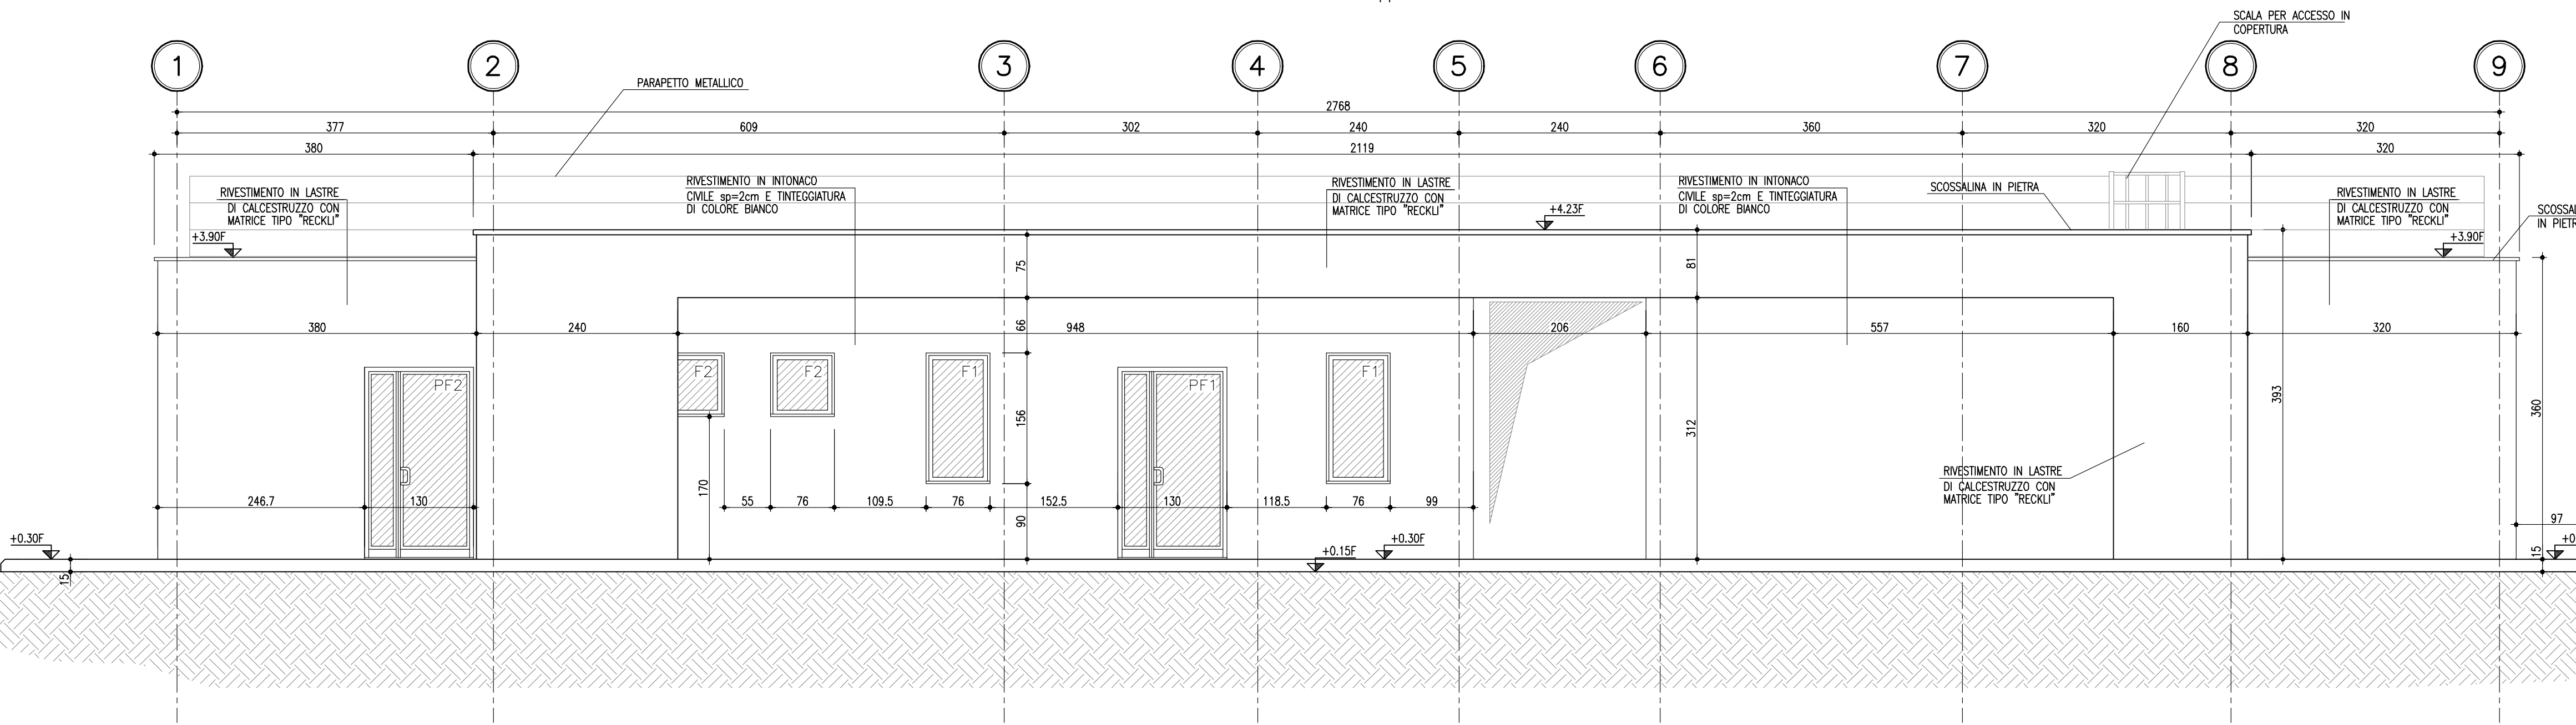 SCALA PER ACCESSO IN
COPERTURA
1 2 3 4 5 6 7 8 9
PARAPETTO METALLICO
2768
377 609 302 240 240 360 320 320
380 2119 320
RIVESTIMENTO IN LASTRE
DI CALCESTRUZZO CON
MATRICE TIPO "RECKLI"
RIVESTIMENTO IN INTONACO
CIVILE sp=2cm E TINTEGGIATURA
DI COLORE BIANCO
RIVESTIMENTO IN LASTRE
DI CALCESTRUZZO CON
MATRICE TIPO "RECKLI"
RIVESTIMENTO IN INTONACO
CIVILE sp=2cm E TINTEGGIATURA
DI COLORE BIANCO
SCOSSALINA IN PIETRA
RIVESTIMENTO IN LASTRE
DI CALCESTRUZZO CON
MATRICE TIPO "RECKLI"
SCOSSAL
IN PIETR
+3.90F
+4.23F
+3.90F
75
81
380 240 948 206 557 160 320
66
F2 F2 F1 F1
PF2 PF1
393
360
156
312
170
RIVESTIMENTO IN LASTRE
DI CALCESTRUZZO CON
MATRICE TIPO "RECKLI"
246.7 130 55 76 109.5 76 152.5 130 118.5 76 99
90
97
+0.30F
+0.15F
+0.30F
+0.
15
15